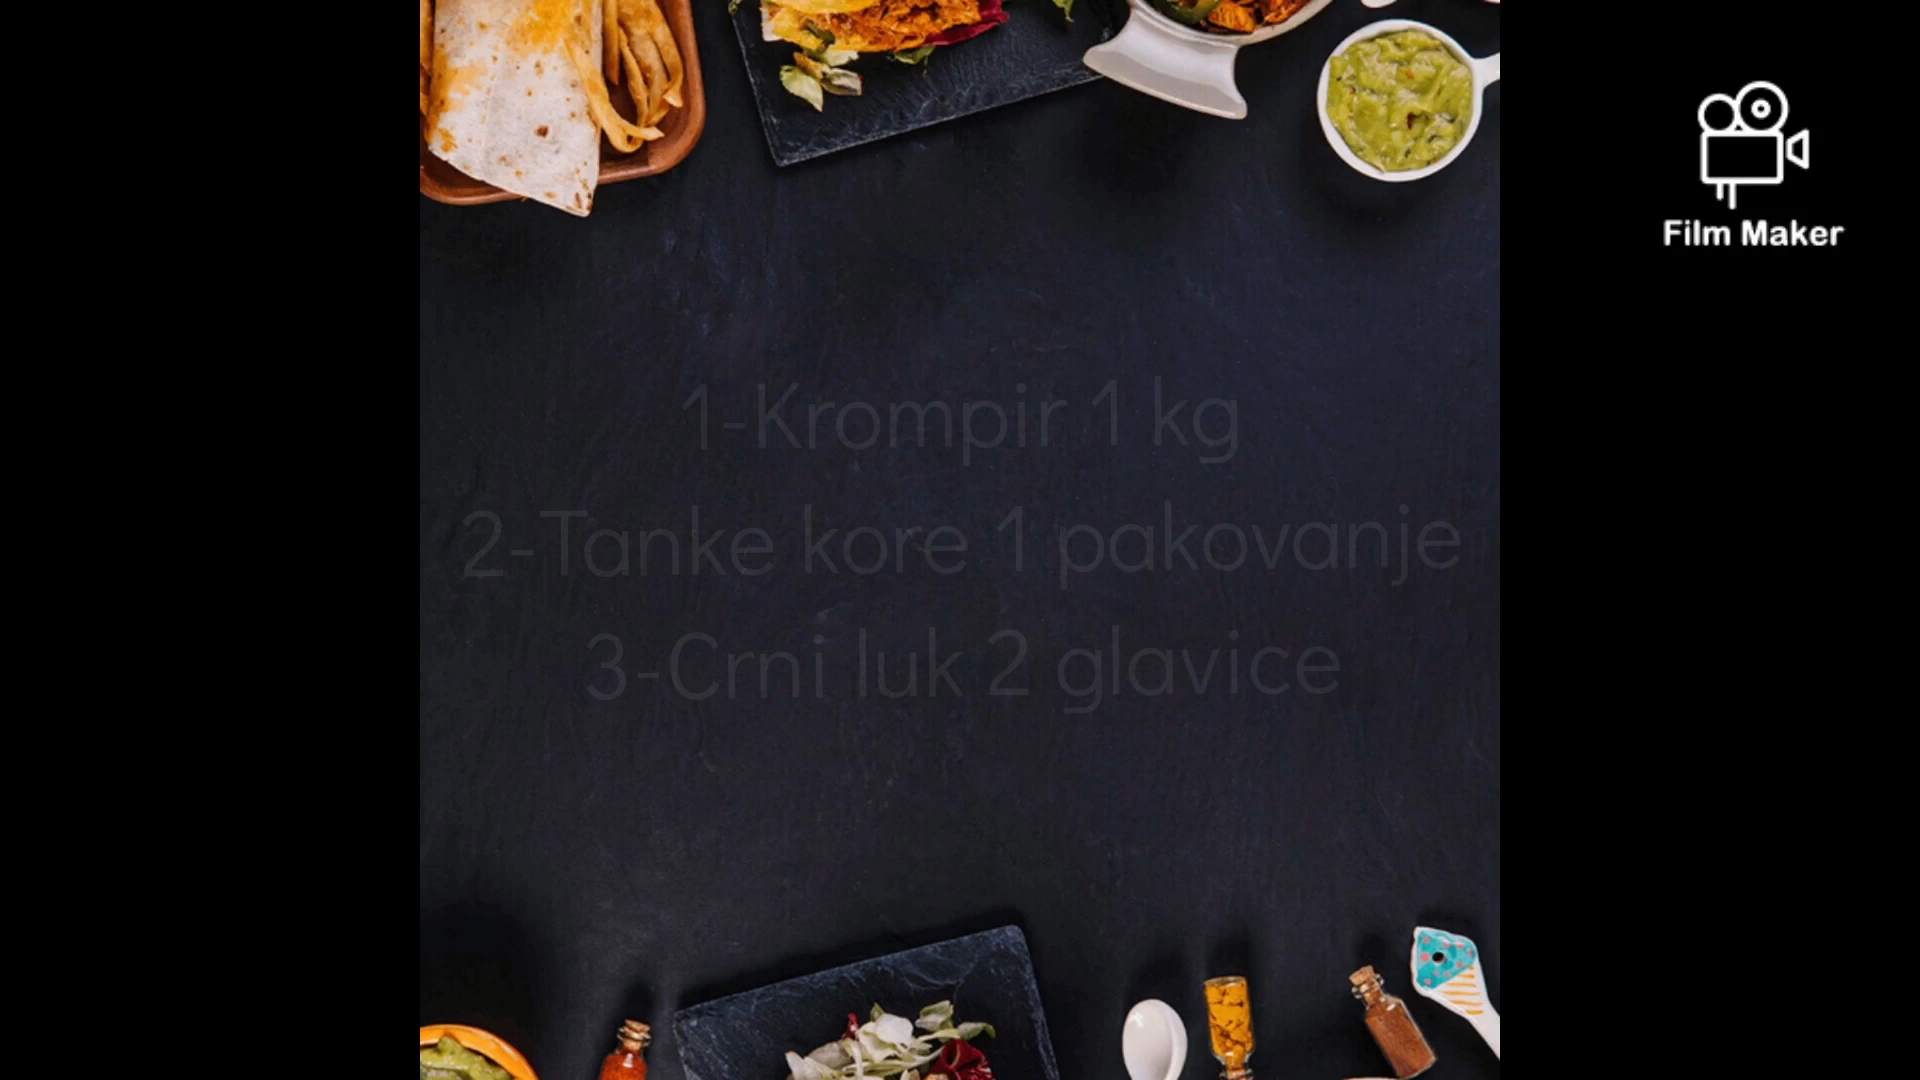 Film Maker
1-Krompir 1 kg
2-Tanke kore 1 pakovanje
3-Crni luk 2 glavice